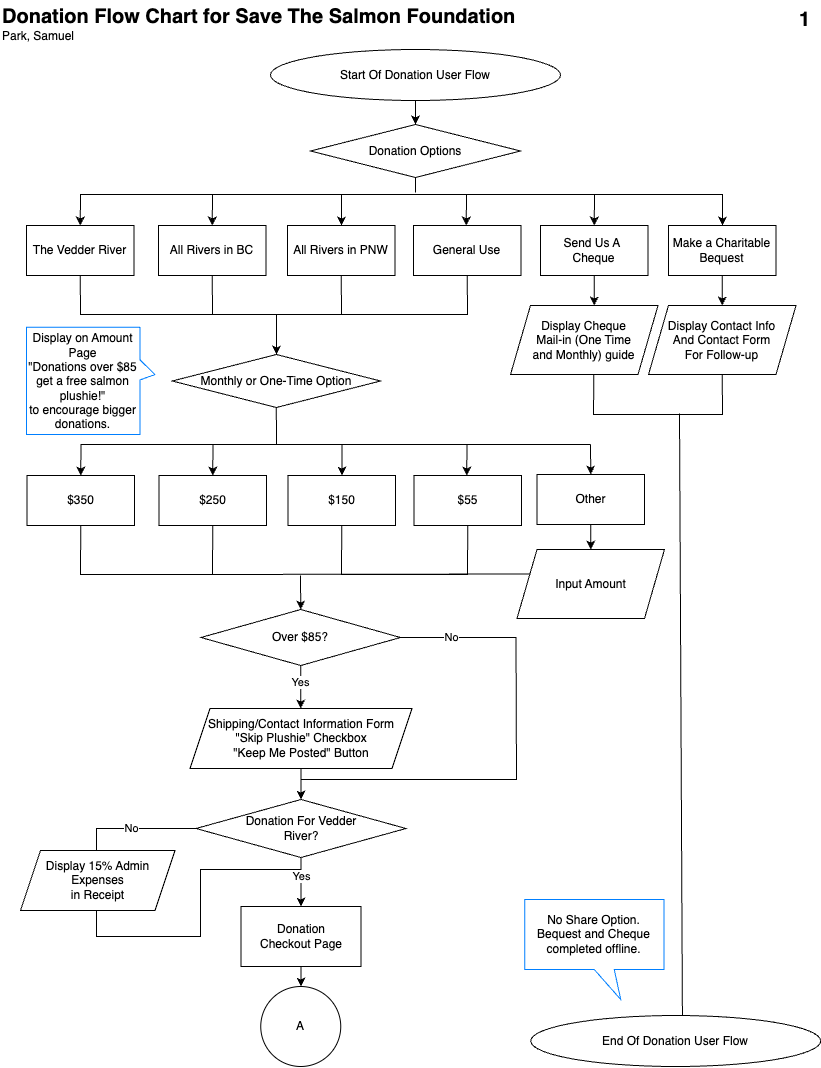 Donation Flow Chart for Save The Salmon Foundation
1
Park, Samuel
Start Of Donation User Flow
Donation Options
The Vedder River
All Rivers in BC
All Rivers in PNW
General Use
Send Us A
Cheque
Make a Charitable
Bequest
Display Cheque
Mail-in (One Time
and Monthly) guide
Display Contact Info
And Contact Form
For Follow-up
Display on Amount
Page
"Donations over $85
get a free salmon
plushie!"
to encourage bigger
donations.
Monthly or One-Time Option
$350
$250
$150
$55
Other
Input Amount
Over $85?
No
Yes
Shipping/Contact Information Form
"Skip Plushie" Checkbox
"Keep Me Posted" Button
Donation For Vedder
River?
No
Display 15% Admin
Expenses
in Receipt
Yes
Donation
Checkout Page
A
No Share Option.
Bequest and Cheque
completed offline.
End Of Donation User Flow